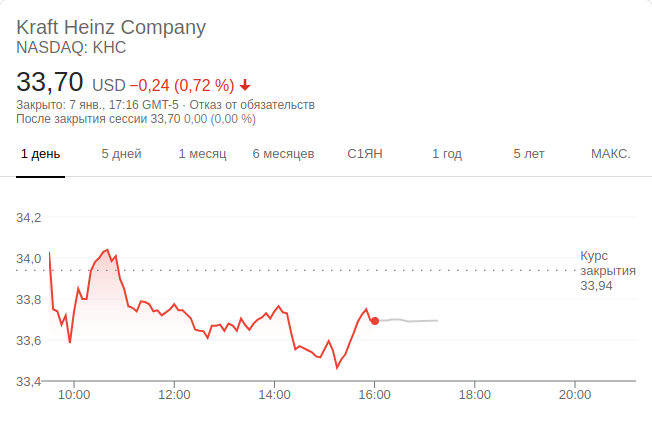 Kraft Heinz Company
NASDAQ: KHC
33,70 USD −0,24 (0,72 %)
Закрыто: 7 янв., 17:16 GMT-5 · Отказ от обязательств
После закрытия сессии 33,70 0,00 (0,00 %)
1 день 5 дней 1 месяц 6 месяцев С1ЯН 1 год 5 лет МАКС.
34,2
34,0
Курс
закрытия
33,94
33,8
33,6
33,4
10:00 12:00 14:00 16:00 18:00 20:00